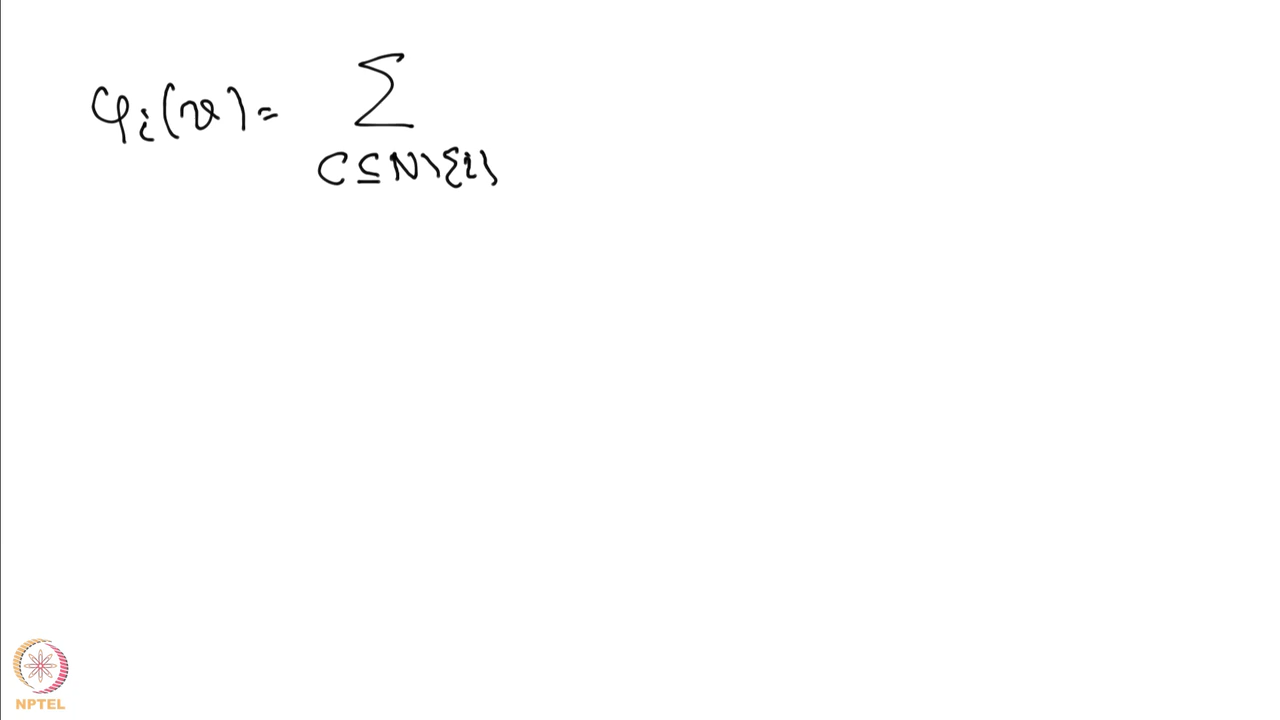 φᵢ(v) = Σ
C ⊆ N \ {i}
NPTEL